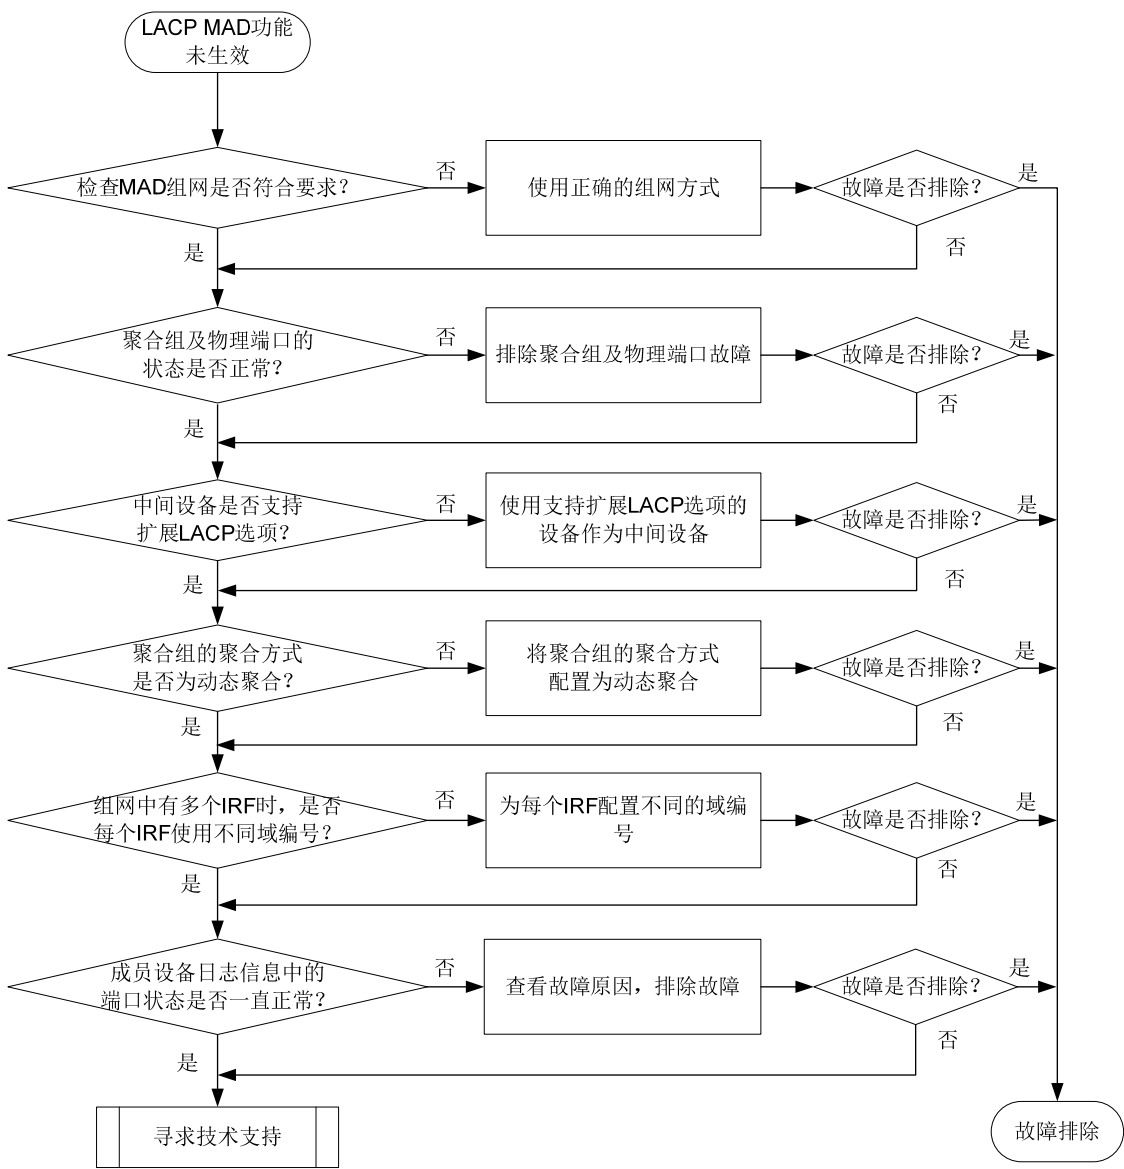 LACP MAD功能
未生效
检查MAD组网是否符合要求？
否
使用正确的组网方式
故障是否排除？
是
是
否
聚合组及物理端口的
状态是否正常？
否
排除聚合组及物理端口故障
故障是否排除？
是
是
否
中间设备是否支持
扩展LACP选项？
否
使用支持扩展LACP选项的
设备作为中间设备
故障是否排除？
是
是
否
聚合组的聚合方式
是否为动态聚合？
否
将聚合组的聚合方式
配置为动态聚合
故障是否排除？
是
是
否
组网中有多个IRF时，是否
每个IRF使用不同域编号？
否
为每个IRF配置不同的域编
号
故障是否排除？
是
是
否
成员设备日志信息中的
端口状态是否一直正常？
否
查看故障原因，排除故障
故障是否排除？
是
是
否
寻求技术支持
故障排除